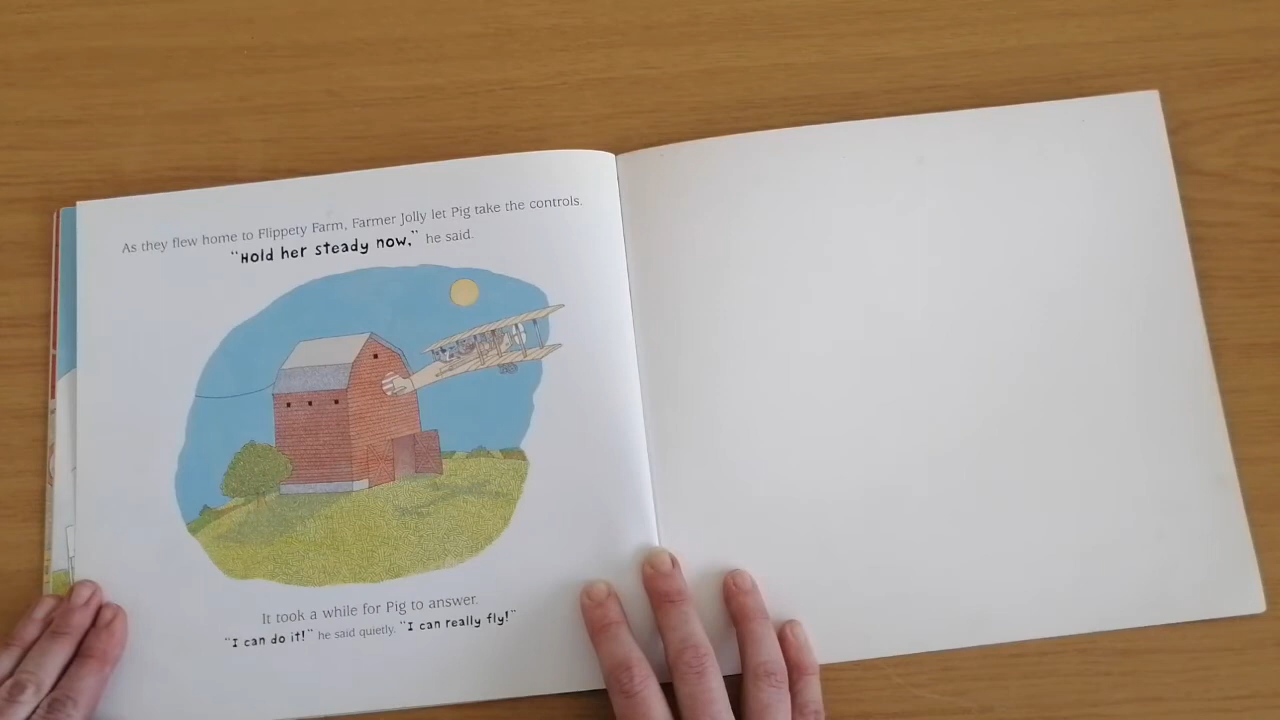 As they flew home to Flippety Farm, Farmer Jolly let Pig take the controls.
"Hold her steady now," he said.
It took a while for Pig to answer.
"I can do it!" he said quietly. "I can really fly!"